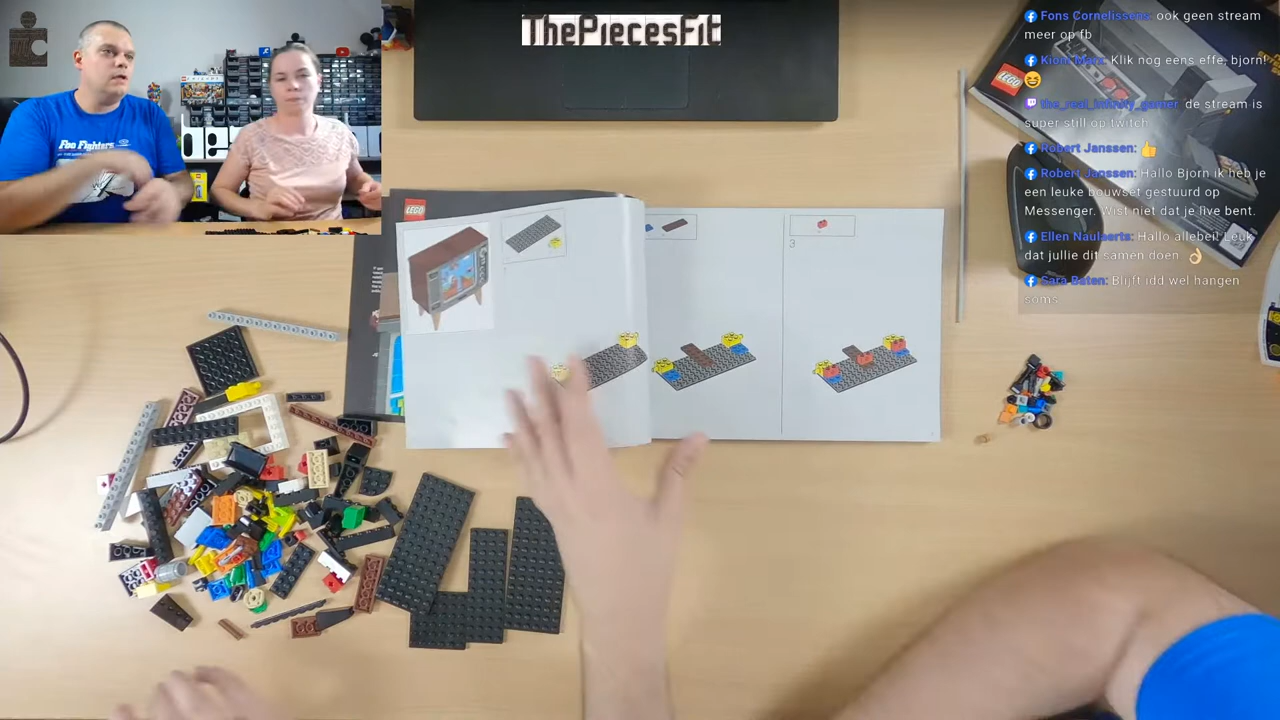 ThePiecesFit
Fons Cornelissens: ook geen stream
meer op fb
Klik nog eens effe, bjorn!
the_real_infinity_gamer: de stream is
super still op twitch
Robert Janssen: 👍
Robert Janssen: Hallo Bjorn ik heb je
een leuke bouwset gestuurd op
Messenger. Wist niet dat je live bent.
Ellen Naulaerts: Hallo allebei! Leuk
dat jullie dit samen doen 👌
Sara Baten: Blijft idd wel hangen
soms
Foo Fighters
LEGO
LEGO
3